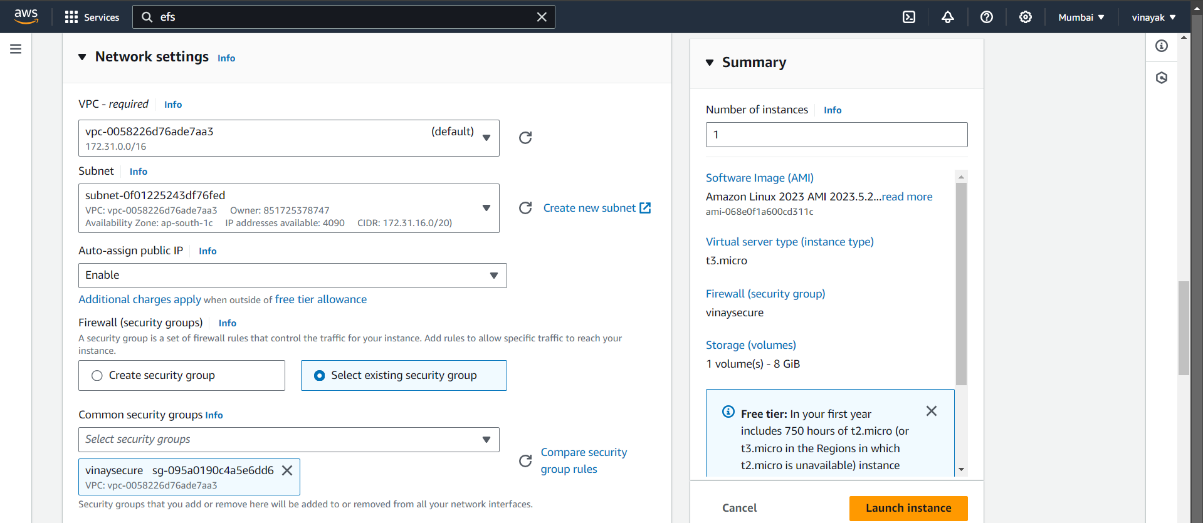 aws
Services
efs
Mumbai ▼
vinayak ▼
Network settings Info
VPC - required Info
vpc-0058226d76ade7aa3 (default)
172.31.0.0/16
Subnet Info
subnet-0f01225243df76fed
VPC: vpc-0058226d76ade7aa3 Owner: 851725378747
Availability Zone: ap-south-1c IP addresses available: 4090 CIDR: 172.31.16.0/20)
Create new subnet
Auto-assign public IP Info
Enable
Additional charges apply when outside of free tier allowance
Firewall (security groups) Info
A security group is a set of firewall rules that control the traffic for your instance. Add rules to allow specific traffic to reach your
instance.
Create security group
Select existing security group
Common security groups Info
Select security groups
vinaysecure sg-095a0190c4a5e6dd6
VPC: vpc-0058226d76ade7aa3
Compare security
group rules
Security groups that you add or remove here will be added to or removed from all your network interfaces.
Summary
Number of instances Info
1
Software Image (AMI)
Amazon Linux 2023 AMI 2023.5.2...read more
ami-068e0f1a600cd311c
Virtual server type (instance type)
t3.micro
Firewall (security group)
vinaysecure
Storage (volumes)
1 volume(s) - 8 GiB
Free tier: In your first year
includes 750 hours of t2.micro (or
t3.micro in the Regions in which
t2.micro is unavailable) instance
Cancel
Launch instance